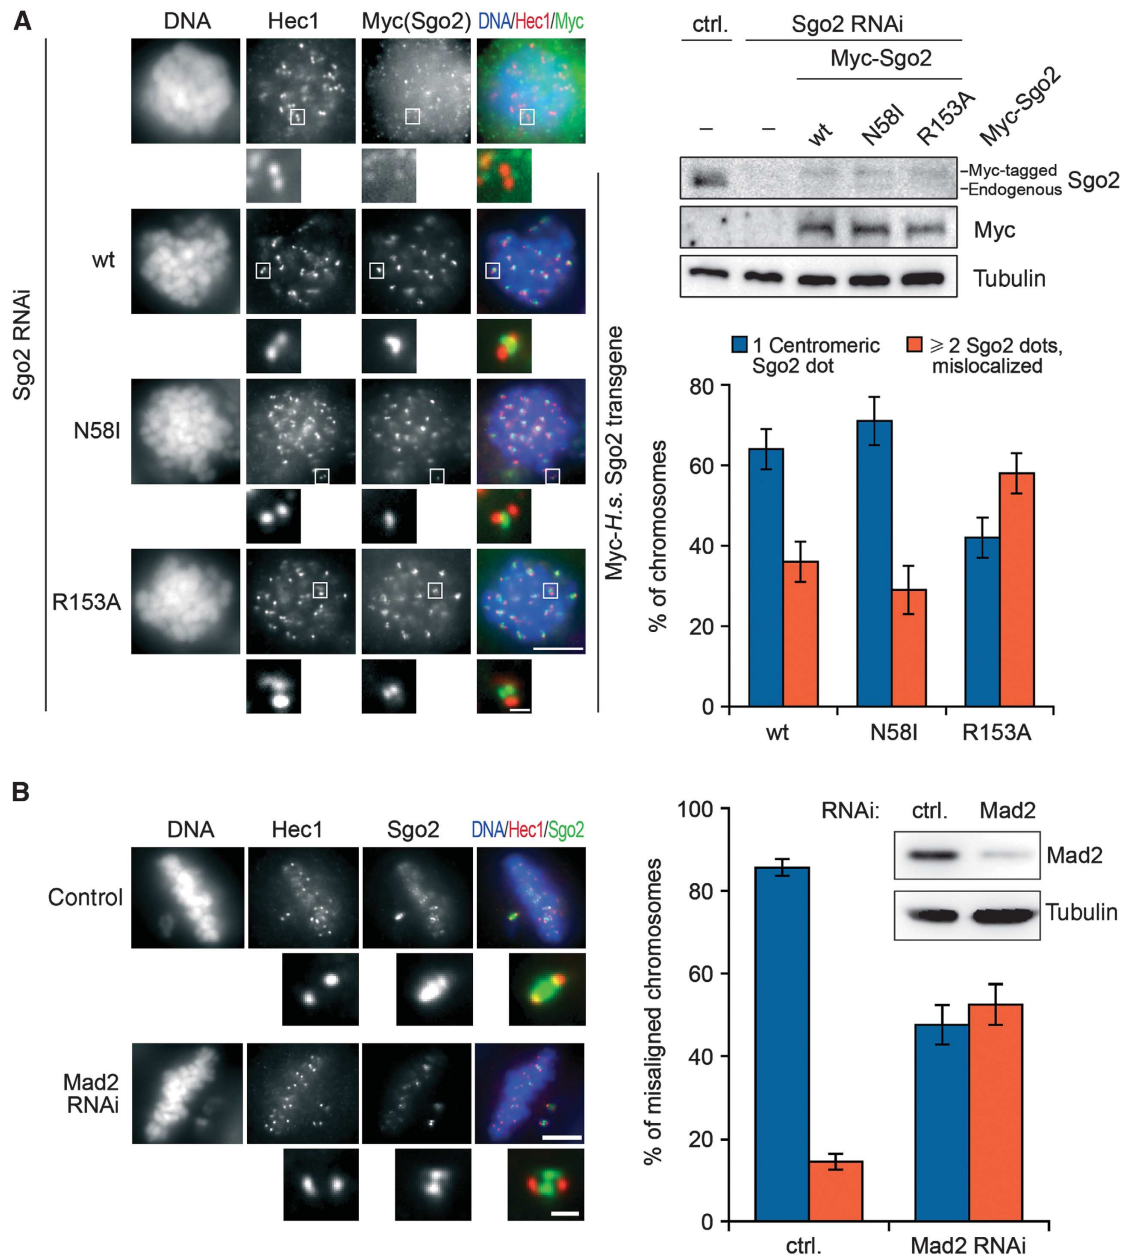 A
DNA
Hec1
Myc(Sgo2)
DNA/Hec1/Myc
Sgo2 RNAi
wt
N58I
R153A
Myc-H.s. Sgo2 transgene
ctrl.
Sgo2 RNAi
Myc-Sgo2
–
–
wt
N58I
R153A
Myc-Sgo2
–Myc-tagged
–Endogenous
Sgo2
Myc
Tubulin
1 Centromeric
Sgo2 dot
⩾ 2 Sgo2 dots,
mislocalized
% of chromosomes
80
60
40
20
0
wt
N58I
R153A
B
DNA
Hec1
Sgo2
DNA/Hec1/Sgo2
Control
Mad2
RNAi
% of misaligned chromosomes
100
80
60
40
20
0
RNAi:
ctrl.
Mad2
Mad2
Tubulin
ctrl.
Mad2 RNAi